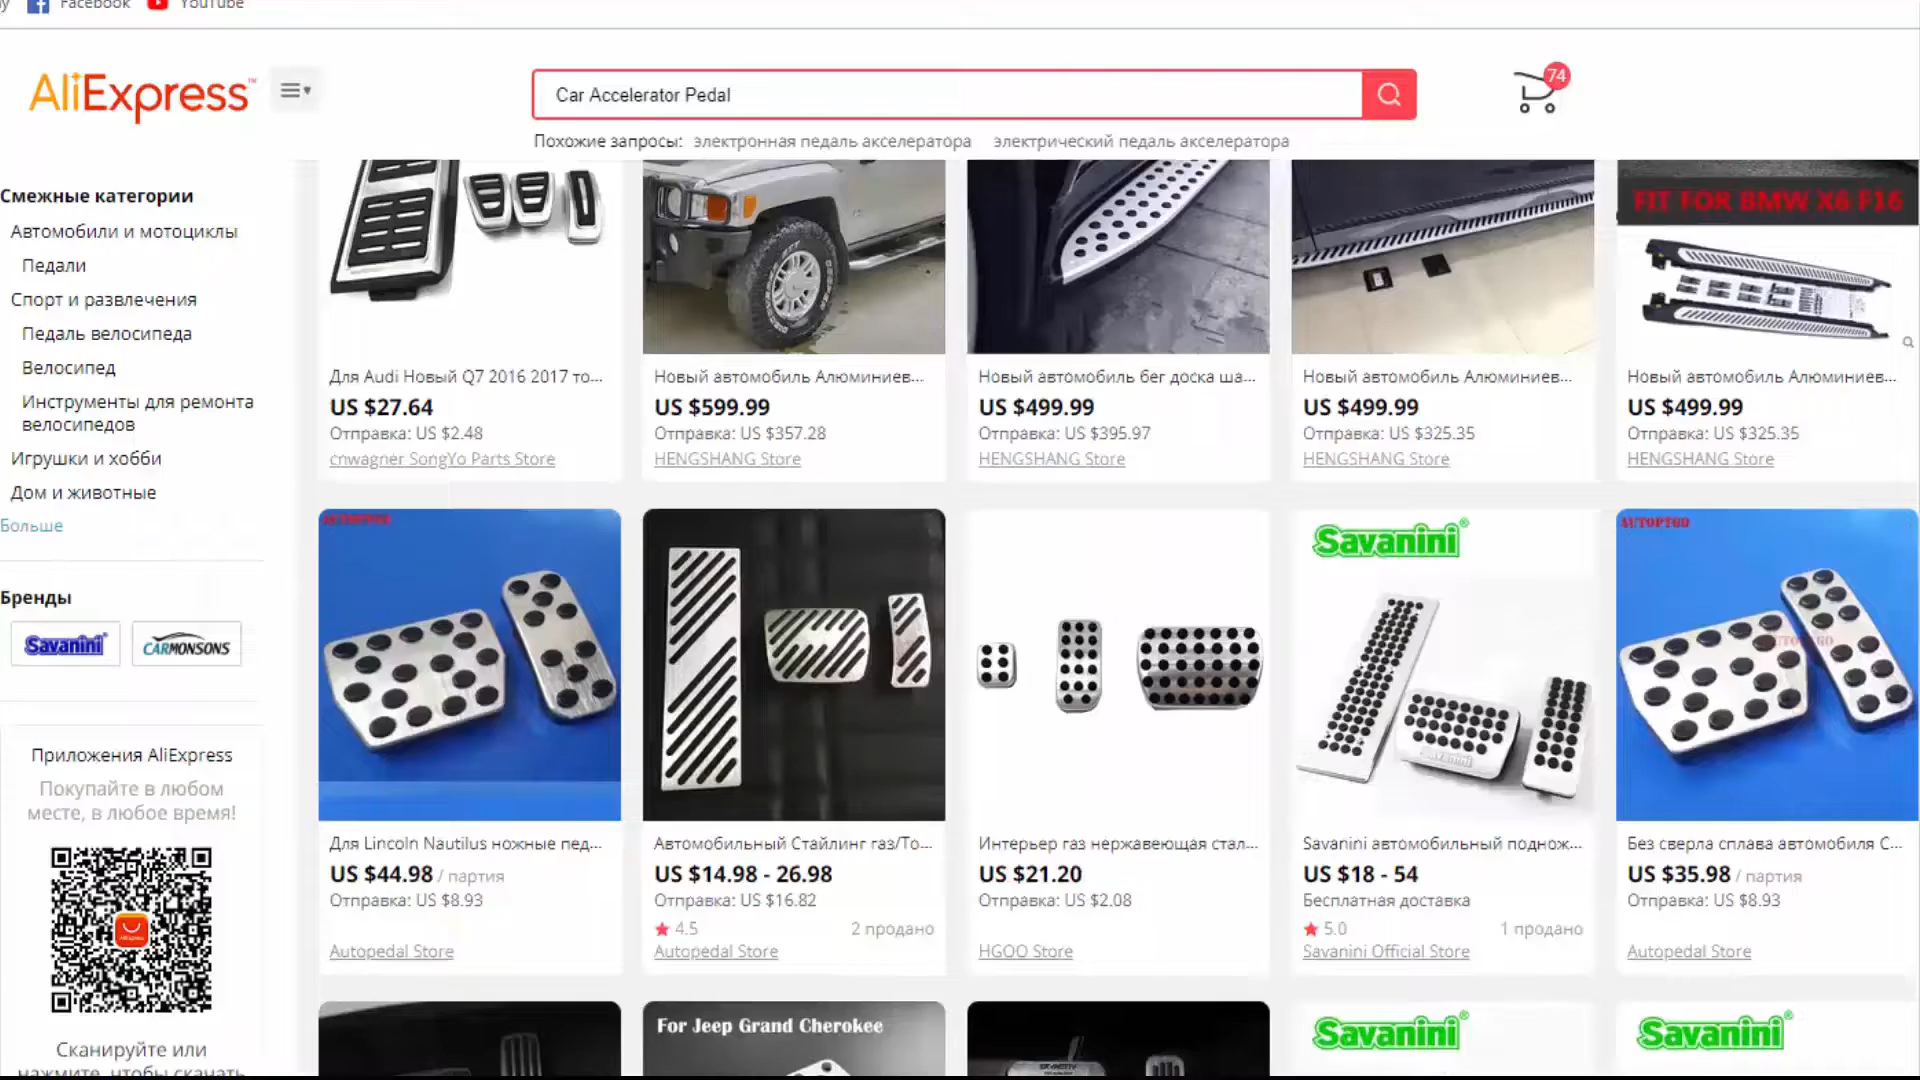 Facebook
YouTube
AliExpress™
Car Accelerator Pedal
74
Похожие запросы: электронная педаль акселератора электрический педаль акселератора
Смежные категории
Автомобили и мотоциклы
Педали
Спорт и развлечения
Педаль велосипеда
Велосипед
Инструменты для ремонта
велосипедов
Игрушки и хобби
Дом и животные
Больше
Бренды
Savanini
CARMONSONS
Приложения AliExpress
Покупайте в любом
месте, в любое время!
Сканируйте или
нажмите, чтобы скачать
FIT FOR BMW X6 F16
Для Audi Новый Q7 2016 2017 то...
US $27.64
Отправка: US $2.48
cnwagner SongYo Parts Store
Новый автомобиль Алюминиев...
US $599.99
Отправка: US $357.28
HENGSHANG Store
Новый автомобиль бег доска ша...
US $499.99
Отправка: US $395.97
HENGSHANG Store
Новый автомобиль Алюминиев...
US $499.99
Отправка: US $325.35
HENGSHANG Store
Новый автомобиль Алюминиев...
US $499.99
Отправка: US $325.35
HENGSHANG Store
AUTOPTGO
Для Lincoln Nautilus ножные пед...
US $44.98 / партия
Отправка: US $8.93
Autopedal Store
Автомобильный Стайлинг газ/То...
US $14.98 - 26.98
Отправка: US $16.82
4.5 2 продано
Autopedal Store
Интерьер газ нержавеющая стал...
US $21.20
Отправка: US $2.08
HGOO Store
Savanini
Savanini автомобильный поднож...
US $18 - 54
Бесплатная доставка
5.0 1 продано
Savanini Official Store
AUTOPTGO
Без сверла сплава автомобиля C...
US $35.98 / партия
Отправка: US $8.93
Autopedal Store
For Jeep Grand Cherokee
Savanini
Savanini